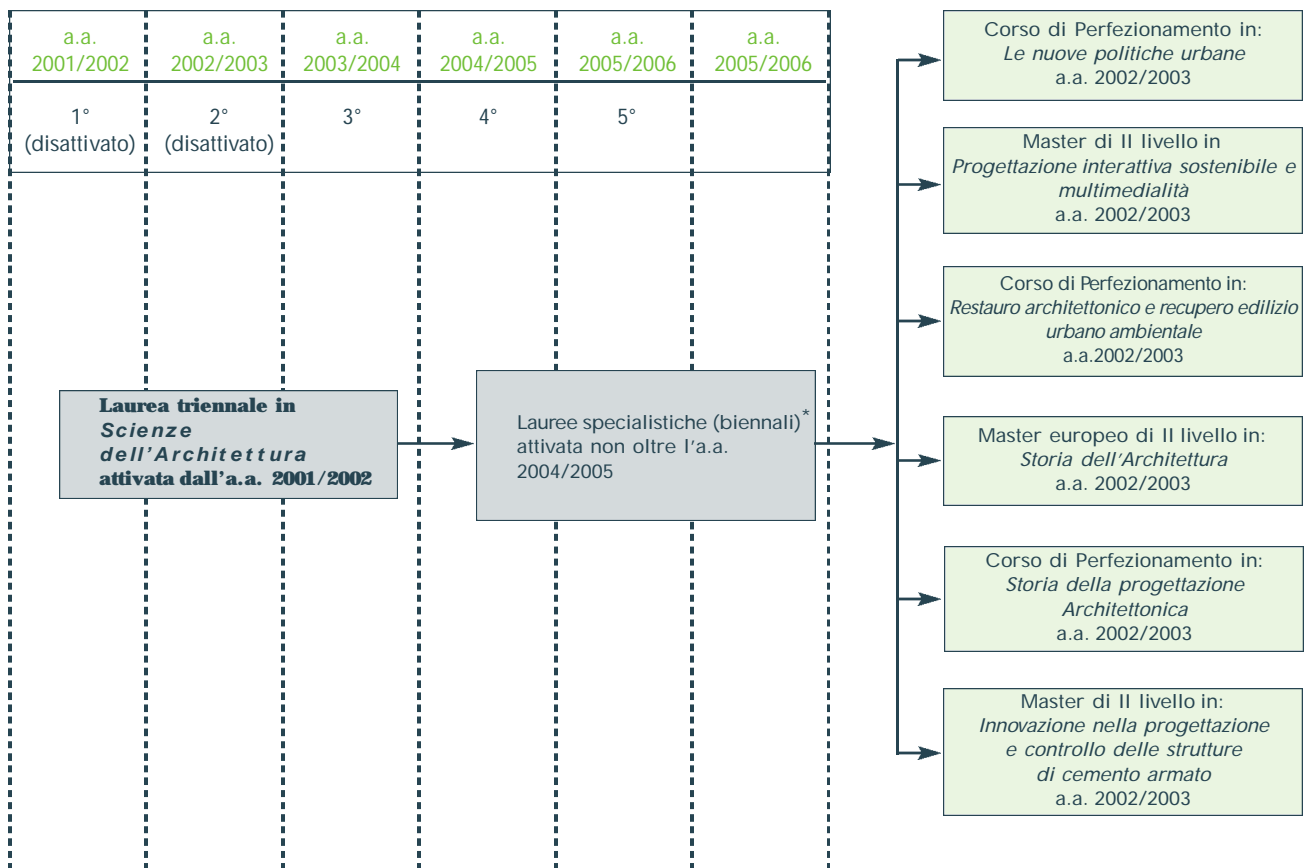 a.a.
2001/2002
a.a.
2002/2003
a.a.
2003/2004
a.a.
2004/2005
a.a.
2005/2006
a.a.
2005/2006
1°
(disattivato)
2°
(disattivato)
3°
4°
5°
Laurea triennale in
Scienze
dell'Architettura
attivata dall'a.a. 2001/2002
Lauree specialistiche (biennali)*
attivata non oltre l'a.a.
2004/2005
Corso di Perfezionamento in:
Le nuove politiche urbane
a.a. 2002/2003
Master di II livello in
Progettazione interattiva sostenibile e
multimedialità
a.a. 2002/2003
Corso di Perfezionamento in:
Restauro architettonico e recupero edilizio
urbano ambientale
a.a.2002/2003
Master europeo di II livello in:
Storia dell'Architettura
a.a. 2002/2003
Corso di Perfezionamento in:
Storia della progettazione
Architettonica
a.a. 2002/2003
Master di II livello in:
Innovazione nella progettazione
e controllo delle strutture
di cemento armato
a.a. 2002/2003